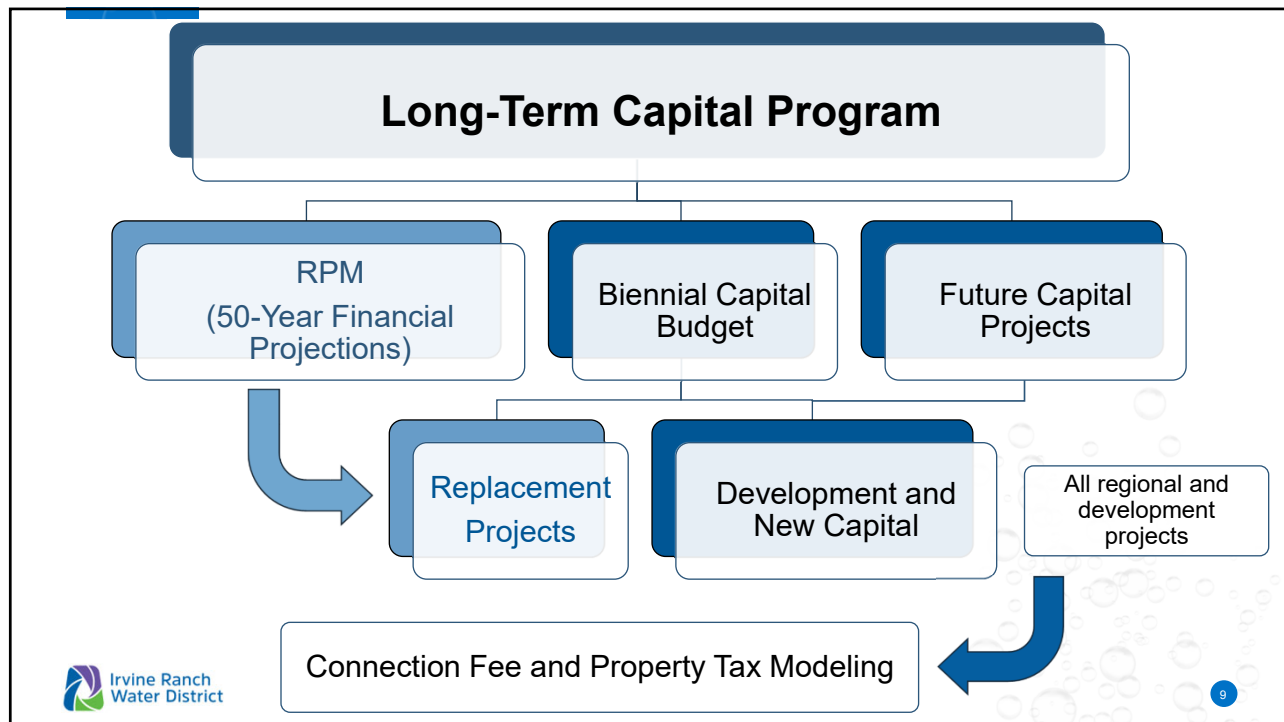 Long-Term Capital Program
RPM
(50-Year Financial
Projections)
Biennial Capital
Budget
Future Capital
Projects
Replacement
Projects
Development and
New Capital
All regional and
development
projects
Connection Fee and Property Tax Modeling
Irvine Ranch
Water District
9